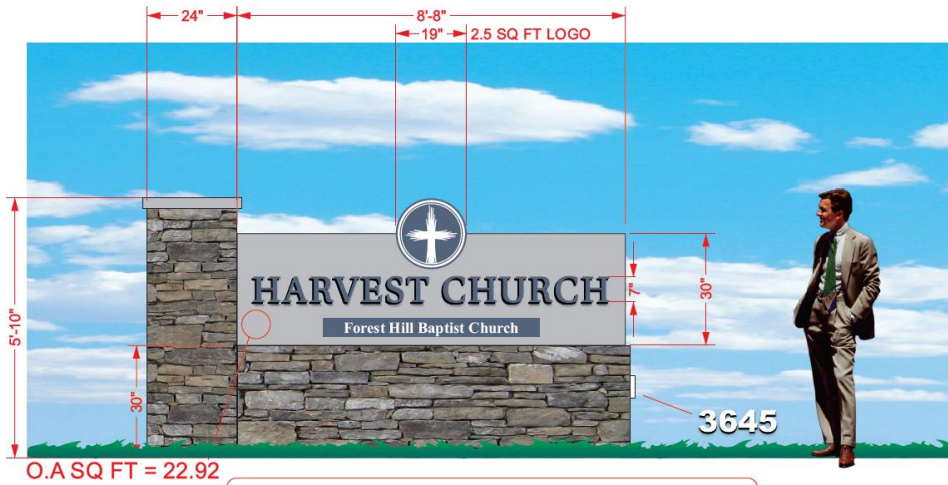 24"
8'-8"
19"
2.5 SQ FT LOGO
5'-10"
HARVEST CHURCH
7"
30"
Forest Hill Baptist Church
30"
3645
O.A SQ FT = 22.92